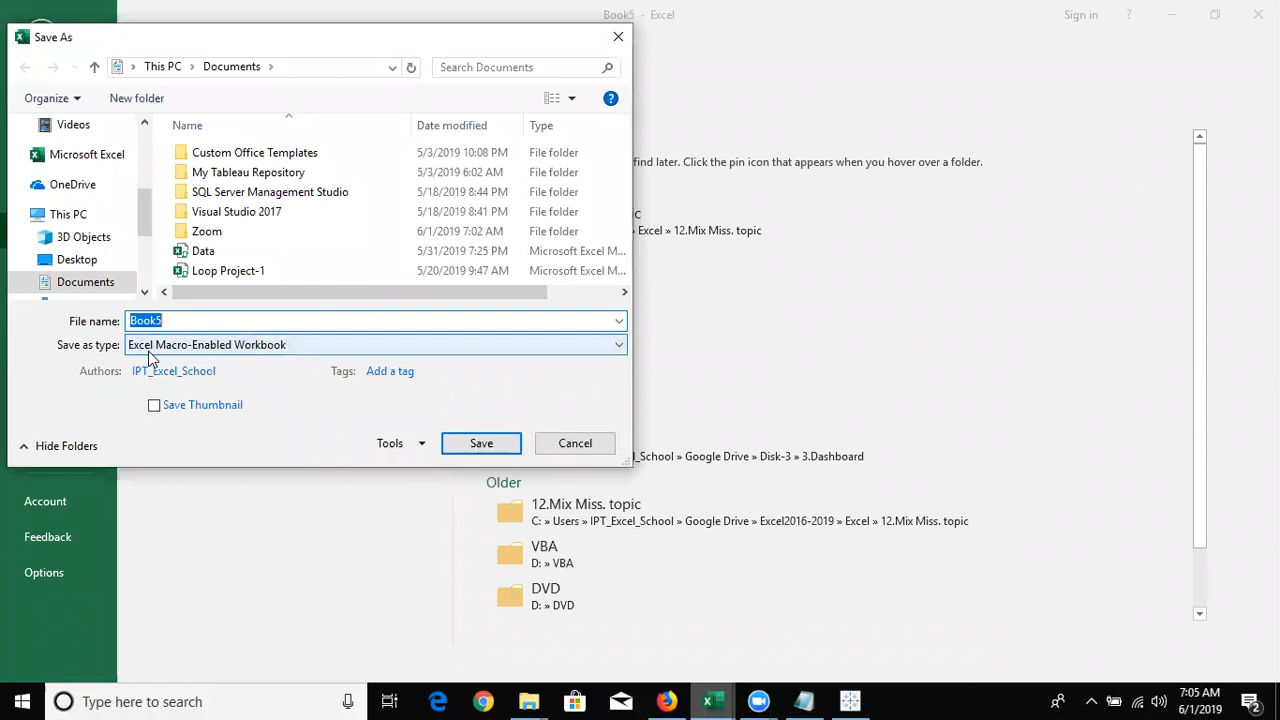 Book5 - Excel
Sign in
?
Save As
This PC
Documents
Search Documents
Organize
New folder
?
Videos
Microsoft Excel
OneDrive
This PC
3D Objects
Desktop
Documents
Name Date modified Type
Custom Office Templates 5/3/2019 10:08 PM File folder
My Tableau Repository 5/3/2019 6:02 AM File folder
SQL Server Management Studio 5/18/2019 8:44 PM File folder
Visual Studio 2017 5/18/2019 8:41 PM File folder
Zoom 6/1/2019 7:02 AM File folder
Data 5/31/2019 7:25 PM Microsoft Excel M...
Loop Project-1 5/20/2019 9:47 AM Microsoft Excel M...
File name: Book5
Save as type: Excel Macro-Enabled Workbook
Authors: IPT_Excel_School Tags: Add a tag
Save Thumbnail
Hide Folders
Tools
Save
Cancel
find later. Click the pin icon that appears when you hover over a folder.
» Excel » 12.Mix Miss. topic
_School » Google Drive » Disk-3 » 3.Dashboard
Older
12.Mix Miss. topic
C: » Users » IPT_Excel_School » Google Drive » Excel2016-2019 » Excel » 12.Mix Miss. topic
VBA
D: » VBA
DVD
D: » DVD
Account
Feedback
Options
Type here to search
7:05 AM
6/1/2019
2